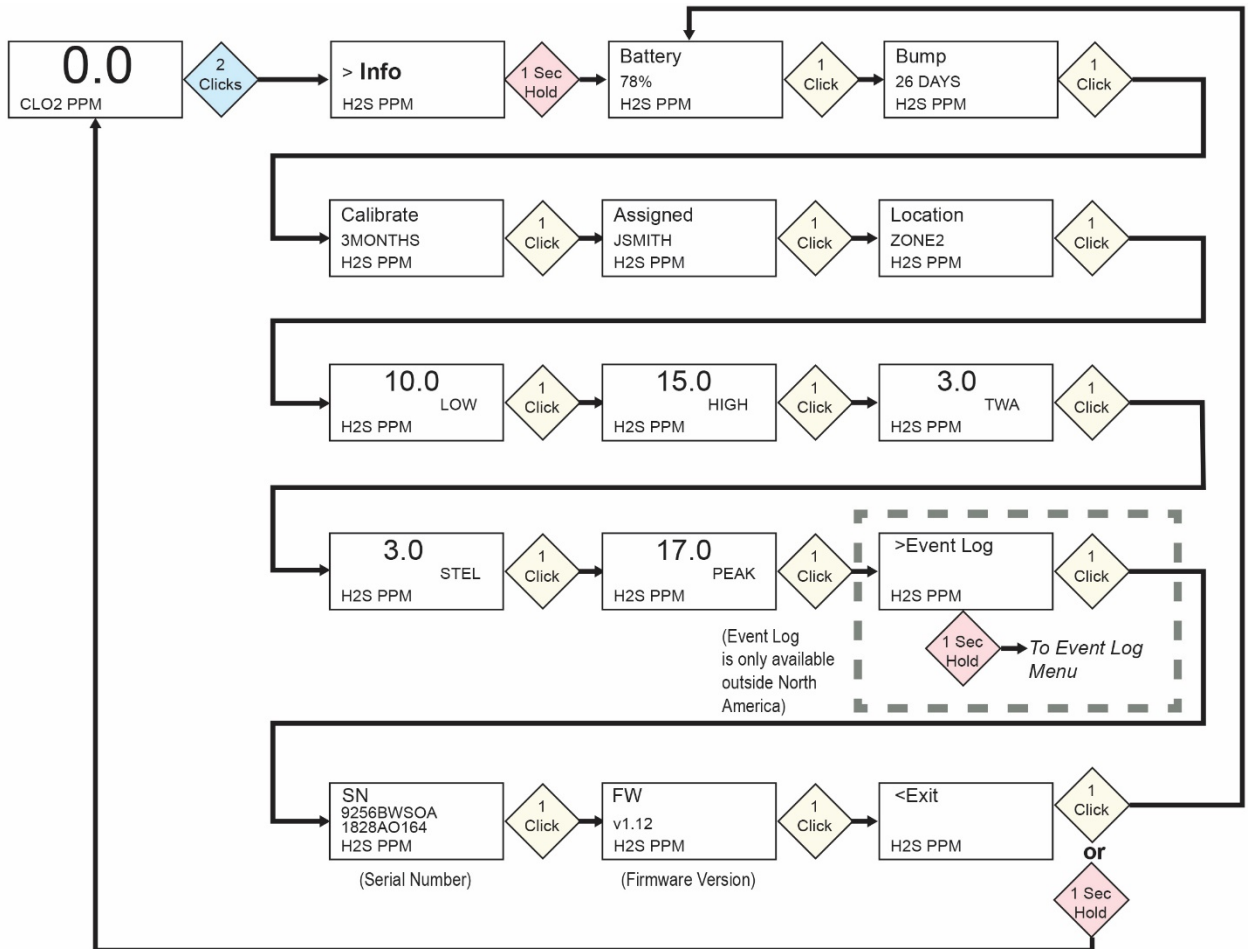 0.0
CLO2 PPM
2
Clicks
> Info
H2S PPM
1 Sec
Hold
Battery
78%
H2S PPM
1
Click
Bump
26 DAYS
H2S PPM
1
Click
Calibrate
3MONTHS
H2S PPM
1
Click
Assigned
JSMITH
H2S PPM
1
Click
Location
ZONE2
H2S PPM
1
Click
10.0
LOW
H2S PPM
1
Click
15.0
HIGH
H2S PPM
1
Click
3.0
TWA
H2S PPM
1
Click
3.0
STEL
H2S PPM
1
Click
17.0
PEAK
H2S PPM
1
Click
>Event Log
H2S PPM
1
Click
(Event Log
is only available
outside North
America)
1 Sec
Hold
To Event Log
Menu
SN
9256BWSOA
1828AO164
H2S PPM
(Serial Number)
1
Click
FW
v1.12
H2S PPM
(Firmware Version)
1
Click
<Exit
H2S PPM
1
Click
or
1 Sec
Hold